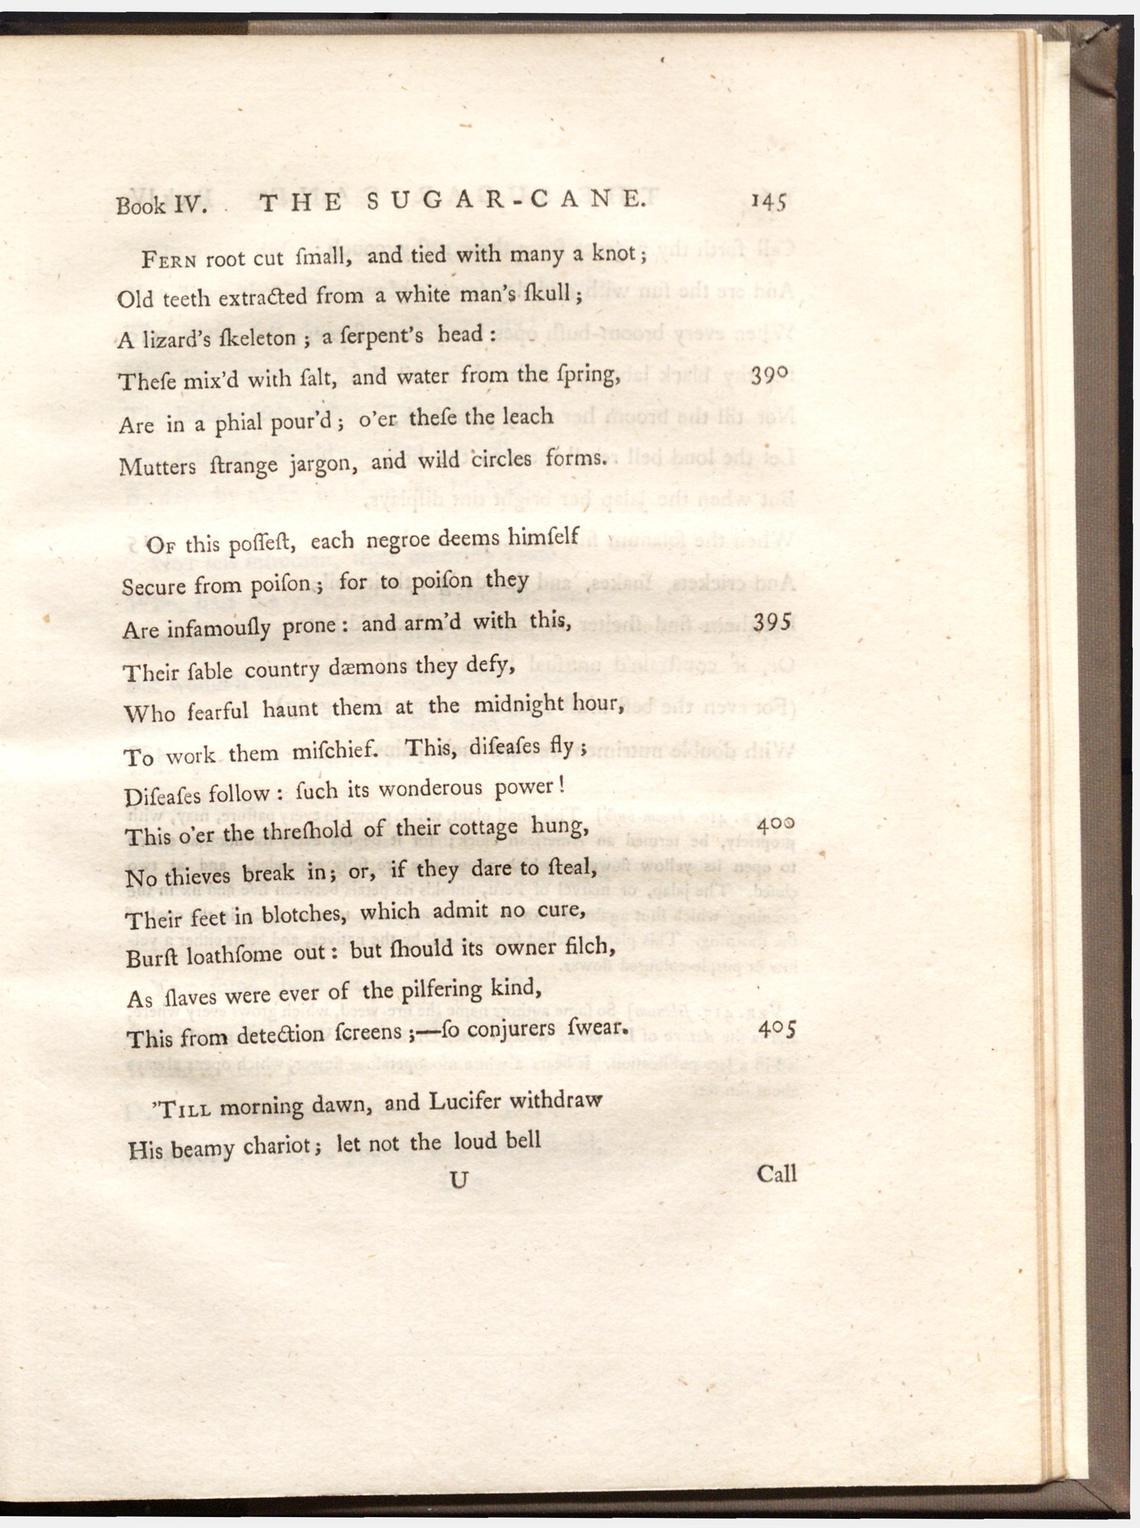 Book IV. THE SUGAR-CANE. 145
FERN root cut ſmall, and tied with many a knot;
Old teeth extracted from a white man's ſkull;
A lizard's ſkeleton; a ſerpent's head:
Theſe mix'd with ſalt, and water from the ſpring, 390
Are in a phial pour'd; o'er theſe the leach
Mutters ſtrange jargon, and wild circles forms.
OF this poſſeſt, each negroe deems himſelf
Secure from poiſon; for to poiſon they
Are infamouſly prone: and arm'd with this, 395
Their ſable country dæmons they defy,
Who fearful haunt them at the midnight hour,
To work them miſchief. This, diſeaſes fly;
Diſeaſes follow: ſuch its wonderous power!
This o'er the threſhold of their cottage hung, 400
No thieves break in; or, if they dare to ſteal,
Their feet in blotches, which admit no cure,
Burſt loathſome out: but ſhould its owner filch,
As ſlaves were ever of the pilfering kind,
This from detection ſcreens;—ſo conjurers ſwear. 405
'TILL morning dawn, and Lucifer withdraw
His beamy chariot; let not the loud bell
U Call